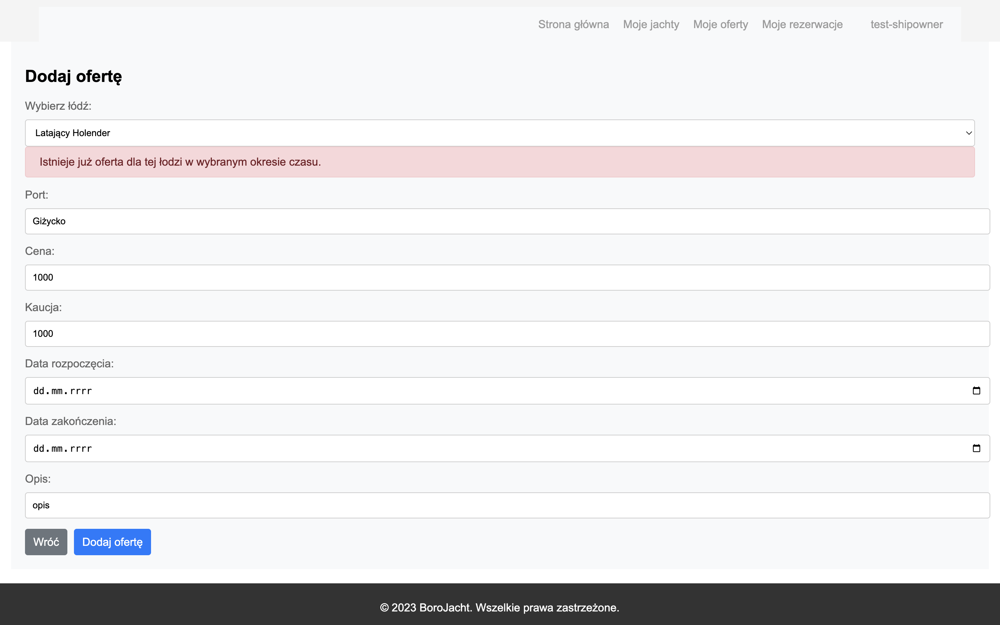 Strona główna Moje jachty Moje oferty Moje rezerwacje test-shipowner
Dodaj ofertę
Wybierz łódź:
Latający Holender
Istnieje już oferta dla tej łodzi w wybranym okresie czasu.
Port:
Giżycko
Cena:
1000
Kaucja:
1000
Data rozpoczęcia:
dd.mm.rrrr
Data zakończenia:
dd.mm.rrrr
Opis:
opis
Wróć Dodaj ofertę
© 2023 BoroJacht. Wszelkie prawa zastrzeżone.